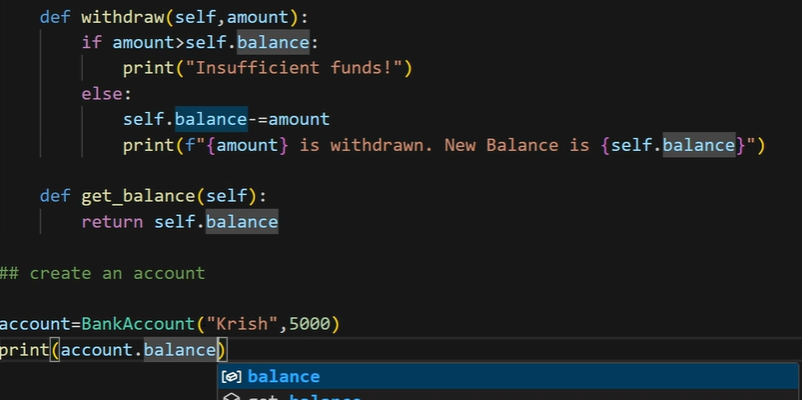 def withdraw(self,amount):
if amount>self.balance:
print("Insufficient funds!")
else:
self.balance-=amount
print(f"{amount} is withdrawn. New Balance is {self.balance}")
def get_balance(self):
return self.balance
## create an account
account=BankAccount("Krish",5000)
print(account.balance)
balance
get_balance